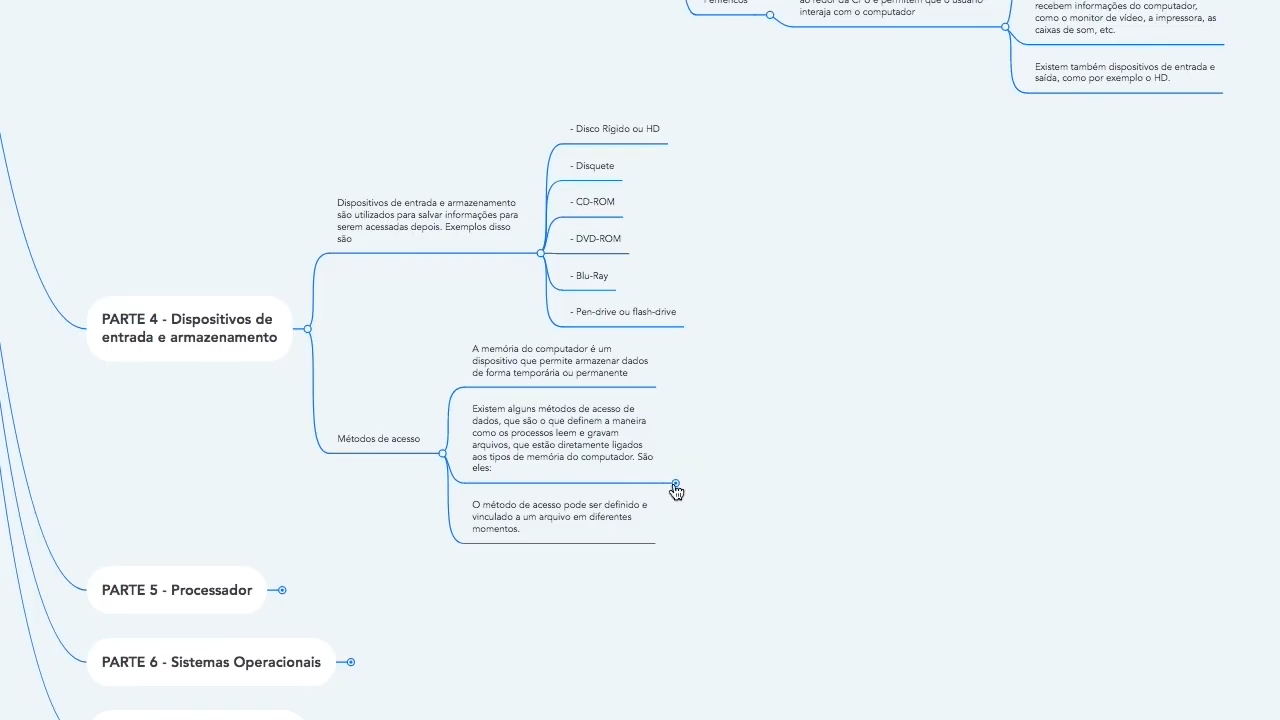 Periféricos
ao redor da CPU e permitem que o usuário
interaja com o computador
recebem informações do computador,
como o monitor de vídeo, a impressora, as
caixas de som, etc.
Existem também dispositivos de entrada e
saída, como por exemplo o HD.
- Disco Rígido ou HD
- Disquete
- CD-ROM
- DVD-ROM
- Blu-Ray
- Pen-drive ou flash-drive
Dispositivos de entrada e armazenamento
são utilizados para salvar informações para
serem acessadas depois. Exemplos disso
são
PARTE 4 - Dispositivos de
entrada e armazenamento
A memória do computador é um
dispositivo que permite armazenar dados
de forma temporária ou permanente
Existem alguns métodos de acesso de
dados, que são o que definem a maneira
como os processos leem e gravam
arquivos, que estão diretamente ligados
aos tipos de memória do computador. São
eles:
Métodos de acesso
O método de acesso pode ser definido e
vinculado a um arquivo em diferentes
momentos.
PARTE 5 - Processador
PARTE 6 - Sistemas Operacionais